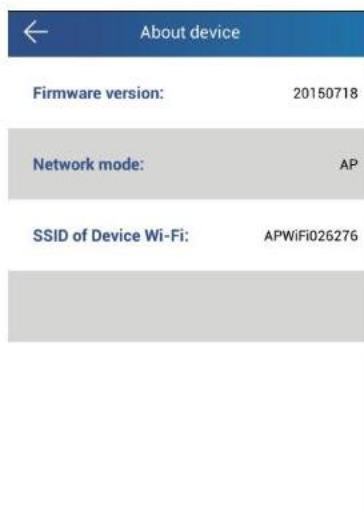 About device
Firmware version: 20150718
Network mode: AP
SSID of Device Wi-Fi: APWiFi026276